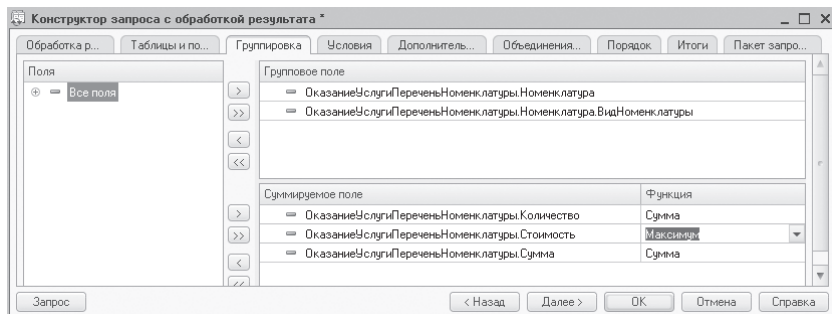 Конструктор запроса с обработкой результата *
Обработка р... Таблицы и по... Группировка Условия Дополнитель... Объединения... Порядок Итоги Пакет запро...
Поля
Все поля
Групповое поле
ОказаниеУслугиПереченьНоменклатуры.Номенклатура
ОказаниеУслугиПереченьНоменклатуры.Номенклатура.ВидНоменклатуры
Суммируемое поле Функция
ОказаниеУслугиПереченьНоменклатуры.Количество Сумма
ОказаниеУслугиПереченьНоменклатуры.Стоимость Максимум
ОказаниеУслугиПереченьНоменклатуры.Сумма Сумма
Запрос < Назад Далее > OK Отмена Справка